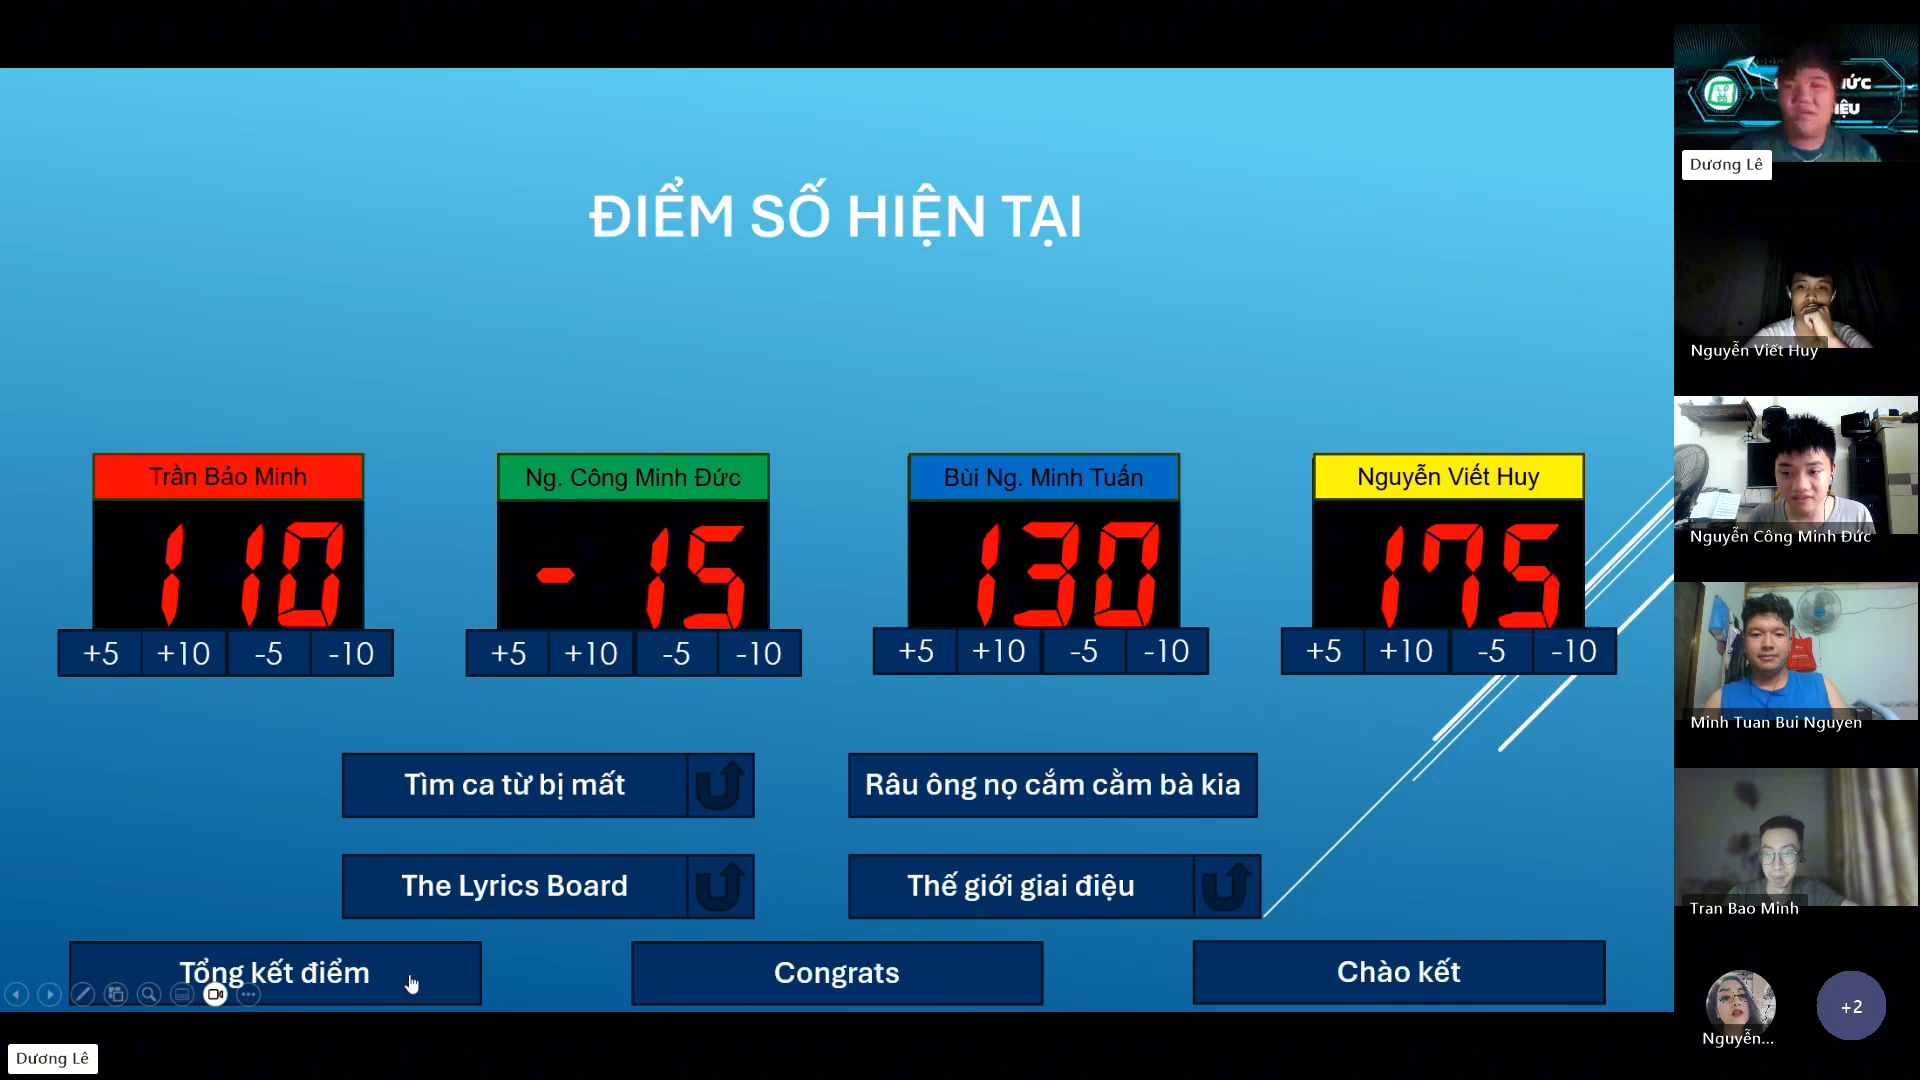 ĐIỂM SỐ HIỆN TẠI
Trần Bảo Minh
Ng. Công Minh Đức
Bùi Ng. Minh Tuấn
Nguyễn Viết Huy
110
-15
130
175
+5 +10 -5 -10
+5 +10 -5 -10
+5 +10 -5 -10
+5 +10 -5 -10
Tìm ca từ bị mất
Râu ông nọ cắm cằm bà kia
The Lyrics Board
Thế giới giai điệu
Tổng kết điểm
Congrats
Chào kết
Dương Lê
Dương Lê
Nguyễn Viết Huy
Nguyễn Công Minh Đức
Minh Tuan Bui Nguyen
Tran Bao Minh
Nguyễn...
+2